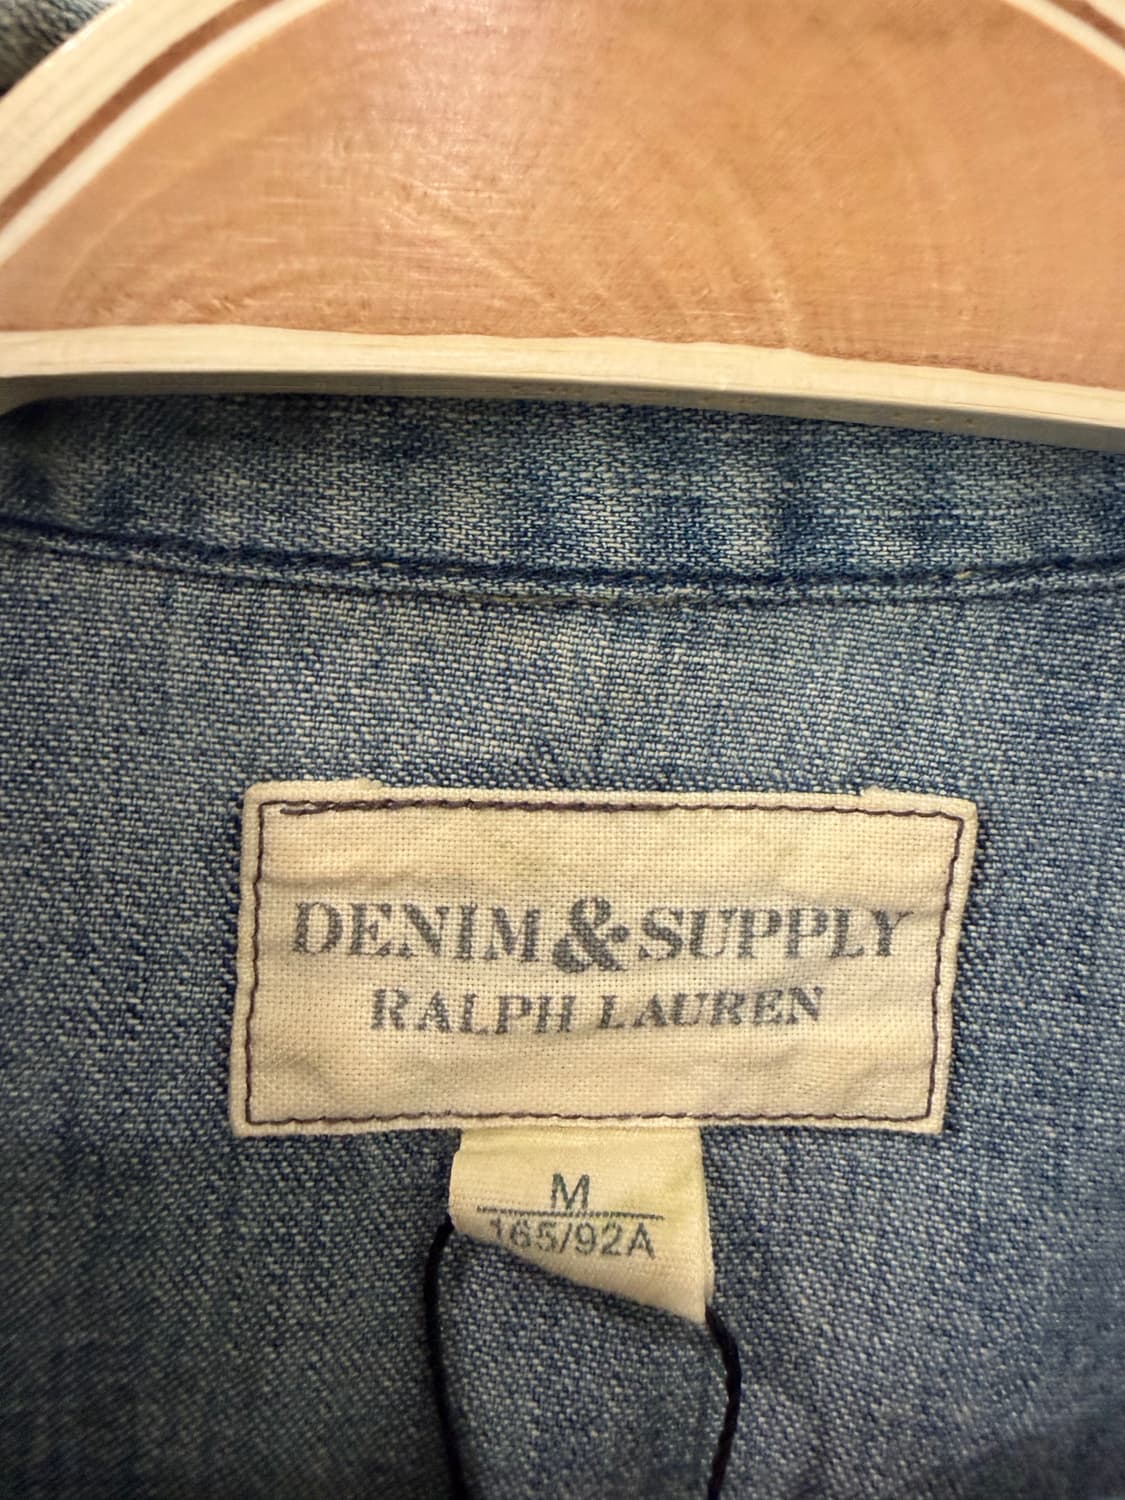 DENIM & SUPPLY
RALPH LAUREN
M
165/92A